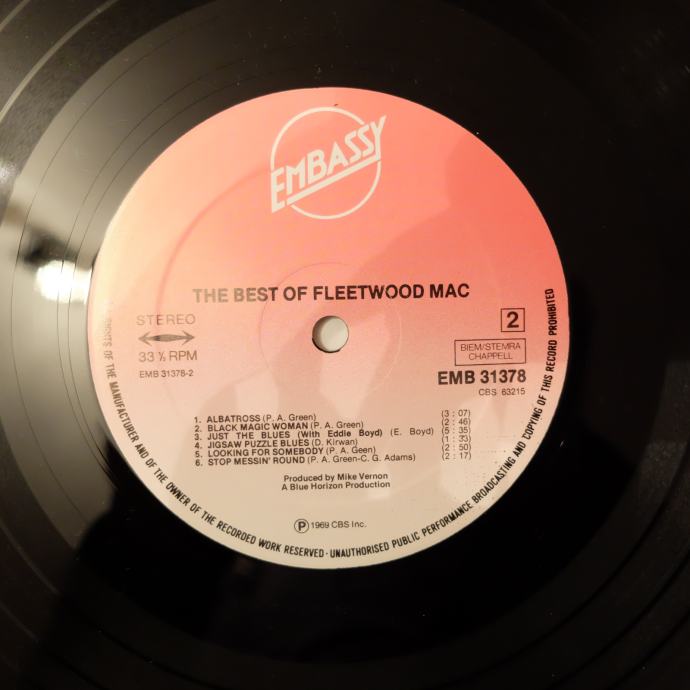 EMBASSY
THE BEST OF FLEETWOOD MAC
STEREO
33 ⅓ RPM
EMB 31378-2
2
BIEM/STEMRA
CHAPPELL
EMB 31378
CBS 63215
1. ALBATROSS (P. A. Green) (3 : 07)
2. BLACK MAGIC WOMAN (P. A. Green) (2 : 46)
3. JUST THE BLUES (With Eddie Boyd) (E. Boyd) (5 : 35)
4. JIGSAW PUZZLE BLUES (D. Kirwan) (1 : 33)
5. LOOKING FOR SOMEBODY (P. A. Geen) (2 : 50)
6. STOP MESSIN' ROUND (P. A. Green-C. G. Adams) (2 : 17)
Produced by Mike Vernon
A Blue Horizon Production
Ⓟ 1969 CBS Inc.
RIGHTS OF THE MANUFACTURER AND OF THE OWNER OF THE RECORDED WORK RESERVED · UNAUTHORISED PUBLIC PERFORMANCE BROADCASTING AND COPYING OF THIS RECORD PROHIBITED